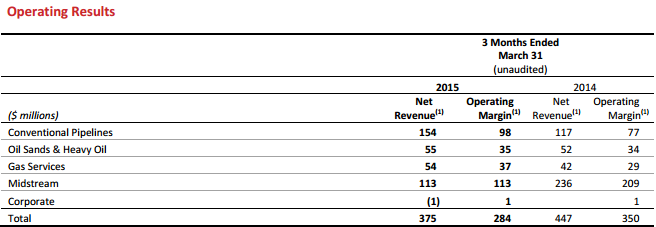 Operating Results
3 Months Ended
March 31
(unaudited)
2015 2014
Net Operating Net Operating
($ millions) Revenue(1) Margin(1) Revenue(1) Margin(1)
Conventional Pipelines 154 98 117 77
Oil Sands & Heavy Oil 55 35 52 34
Gas Services 54 37 42 29
Midstream 113 113 236 209
Corporate (1) 1 1
Total 375 284 447 350